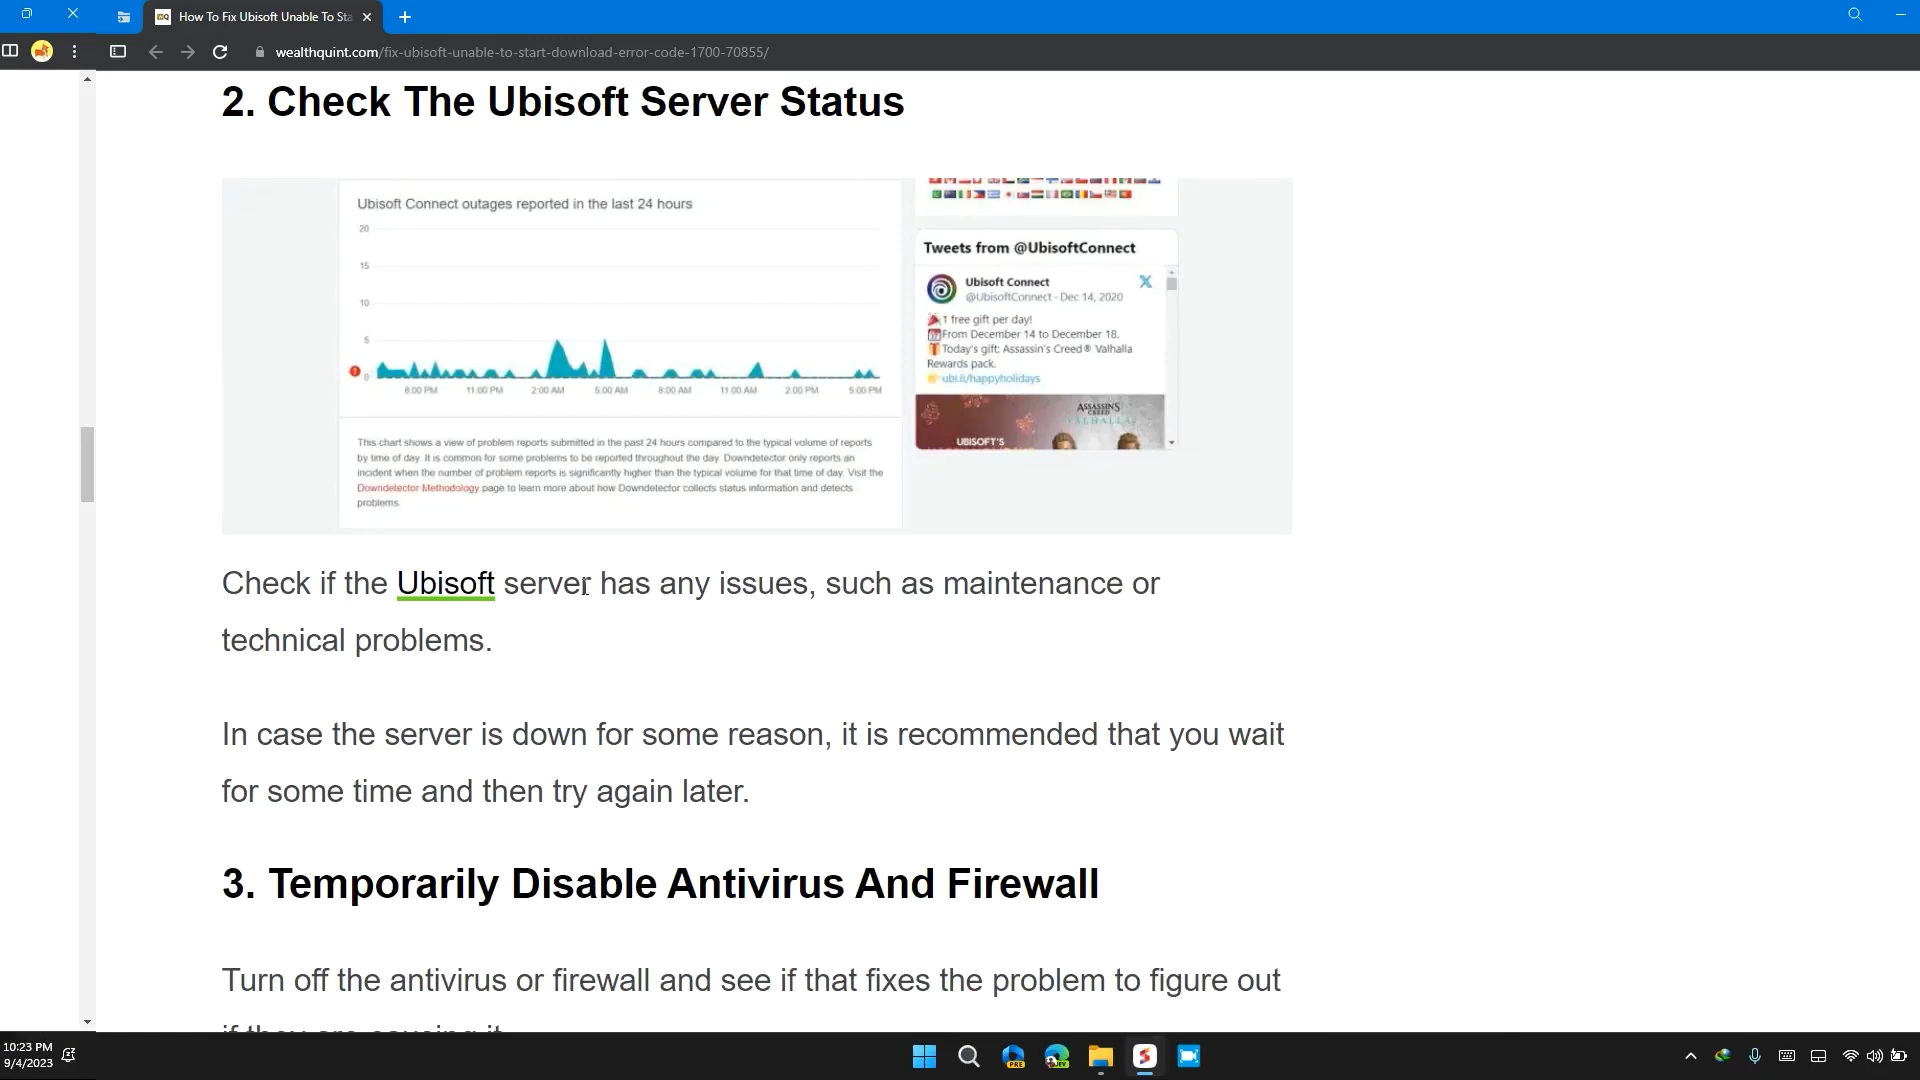 How To Fix Ubisoft Unable To Sta
wealthquint.com/fix-ubisoft-unable-to-start-download-error-code-1700-70855/
2. Check The Ubisoft Server Status
Ubisoft Connect outages reported in the last 24 hours
20
15
10
5
0
8:00 PM 11:00 PM 2:00 AM 5:00 AM 8:00 AM 11:00 AM 2:00 PM 5:00 PM
This chart shows a view of problem reports submitted in the past 24 hours compared to the typical volume of reports
by time of day. It is common for some problems to be reported throughout the day. Downdetector only reports an
incident when the number of problem reports is significantly higher than the typical volume for that time of day. Visit the
Downdetector Methodology page to learn more about how Downdetector collects status information and detects
problems.
Tweets from @UbisoftConnect
Ubisoft Connect
@UbisoftConnect · Dec 14, 2020
1 free gift per day!
From December 14 to December 18.
Today's gift: Assassin's Creed® Valhalla
Rewards pack.
ubi.li/happyholidays
ASSASSIN'S
CREED
VALHALLA
UBISOFT'S
Check if the Ubisoft server has any issues, such as maintenance or
technical problems.
In case the server is down for some reason, it is recommended that you wait
for some time and then try again later.
3. Temporarily Disable Antivirus And Firewall
Turn off the antivirus or firewall and see if that fixes the problem to figure out
if they are causing it.
10:23 PM
9/4/2023
PRE